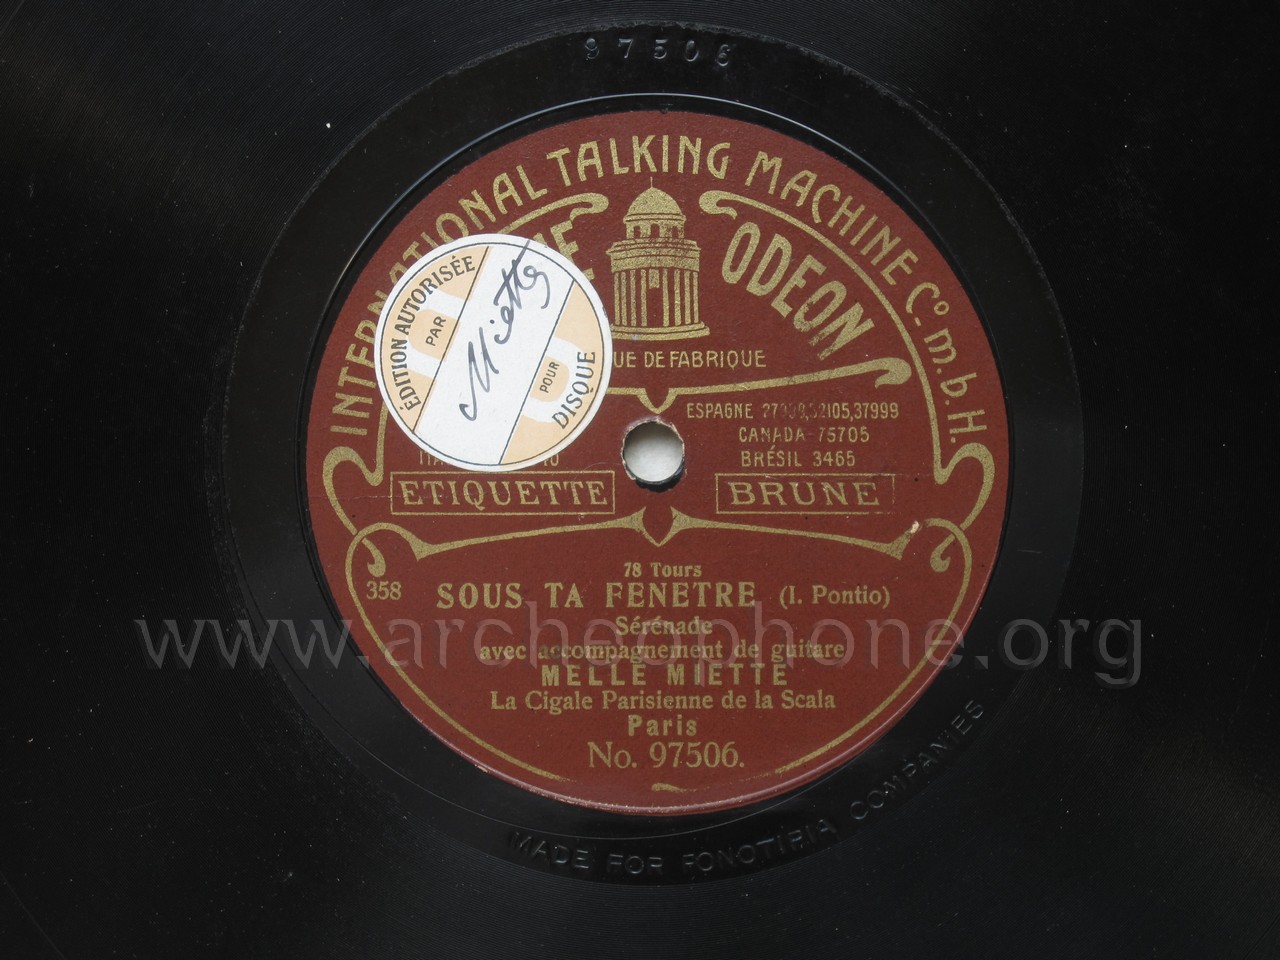 97506
INTERNATIONAL TALKING MACHINE Co. m. b. H.
ODEON
ÉDITION AUTORISÉE
PAR
Miette
POUR
DISQUE
DE FABRIQUE
ESPAGNE 37999
CANADA 75705
BRÉSIL 3465
ETIQUETTE BRUNE
78 Tours
358 SOUS TA FENETRE (I. Pontio)
Sérénade
avec accompagnement de guitare
MELLE MIETTE
La Cigale Parisienne de la Scala
Paris
No. 97506.
MADE FOR FONOTIPIA COMPANIES
www.archeophone.org